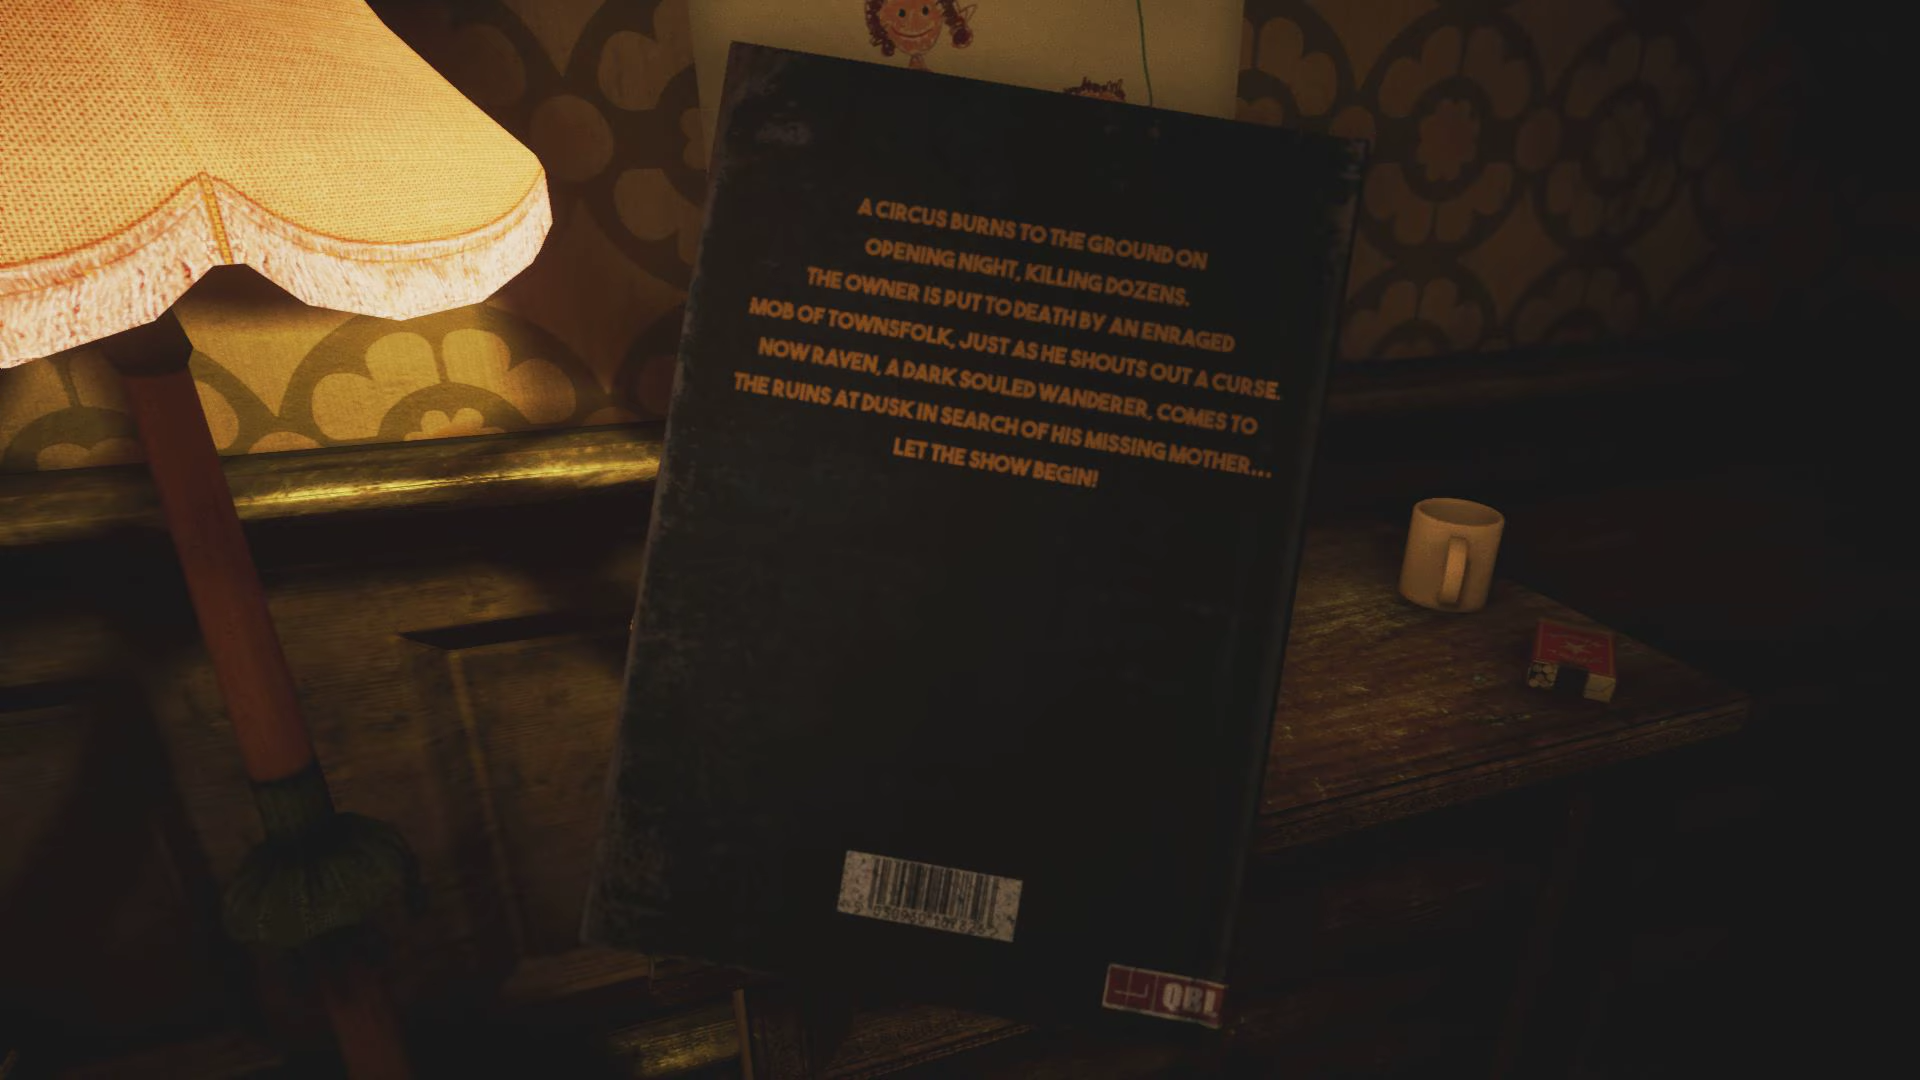 A CIRCUS BURNS TO THE GROUND ON
OPENING NIGHT, KILLING DOZENS.
THE OWNER IS PUT TO DEATH BY AN ENRAGED
MOB OF TOWNSFOLK, JUST AS HE SHOUTS OUT A CURSE.
NOW RAVEN, A DARK SOULED WANDERER, COMES TO
THE RUINS AT DUSK IN SEARCH OF HIS MISSING MOTHER...
LET THE SHOW BEGIN!